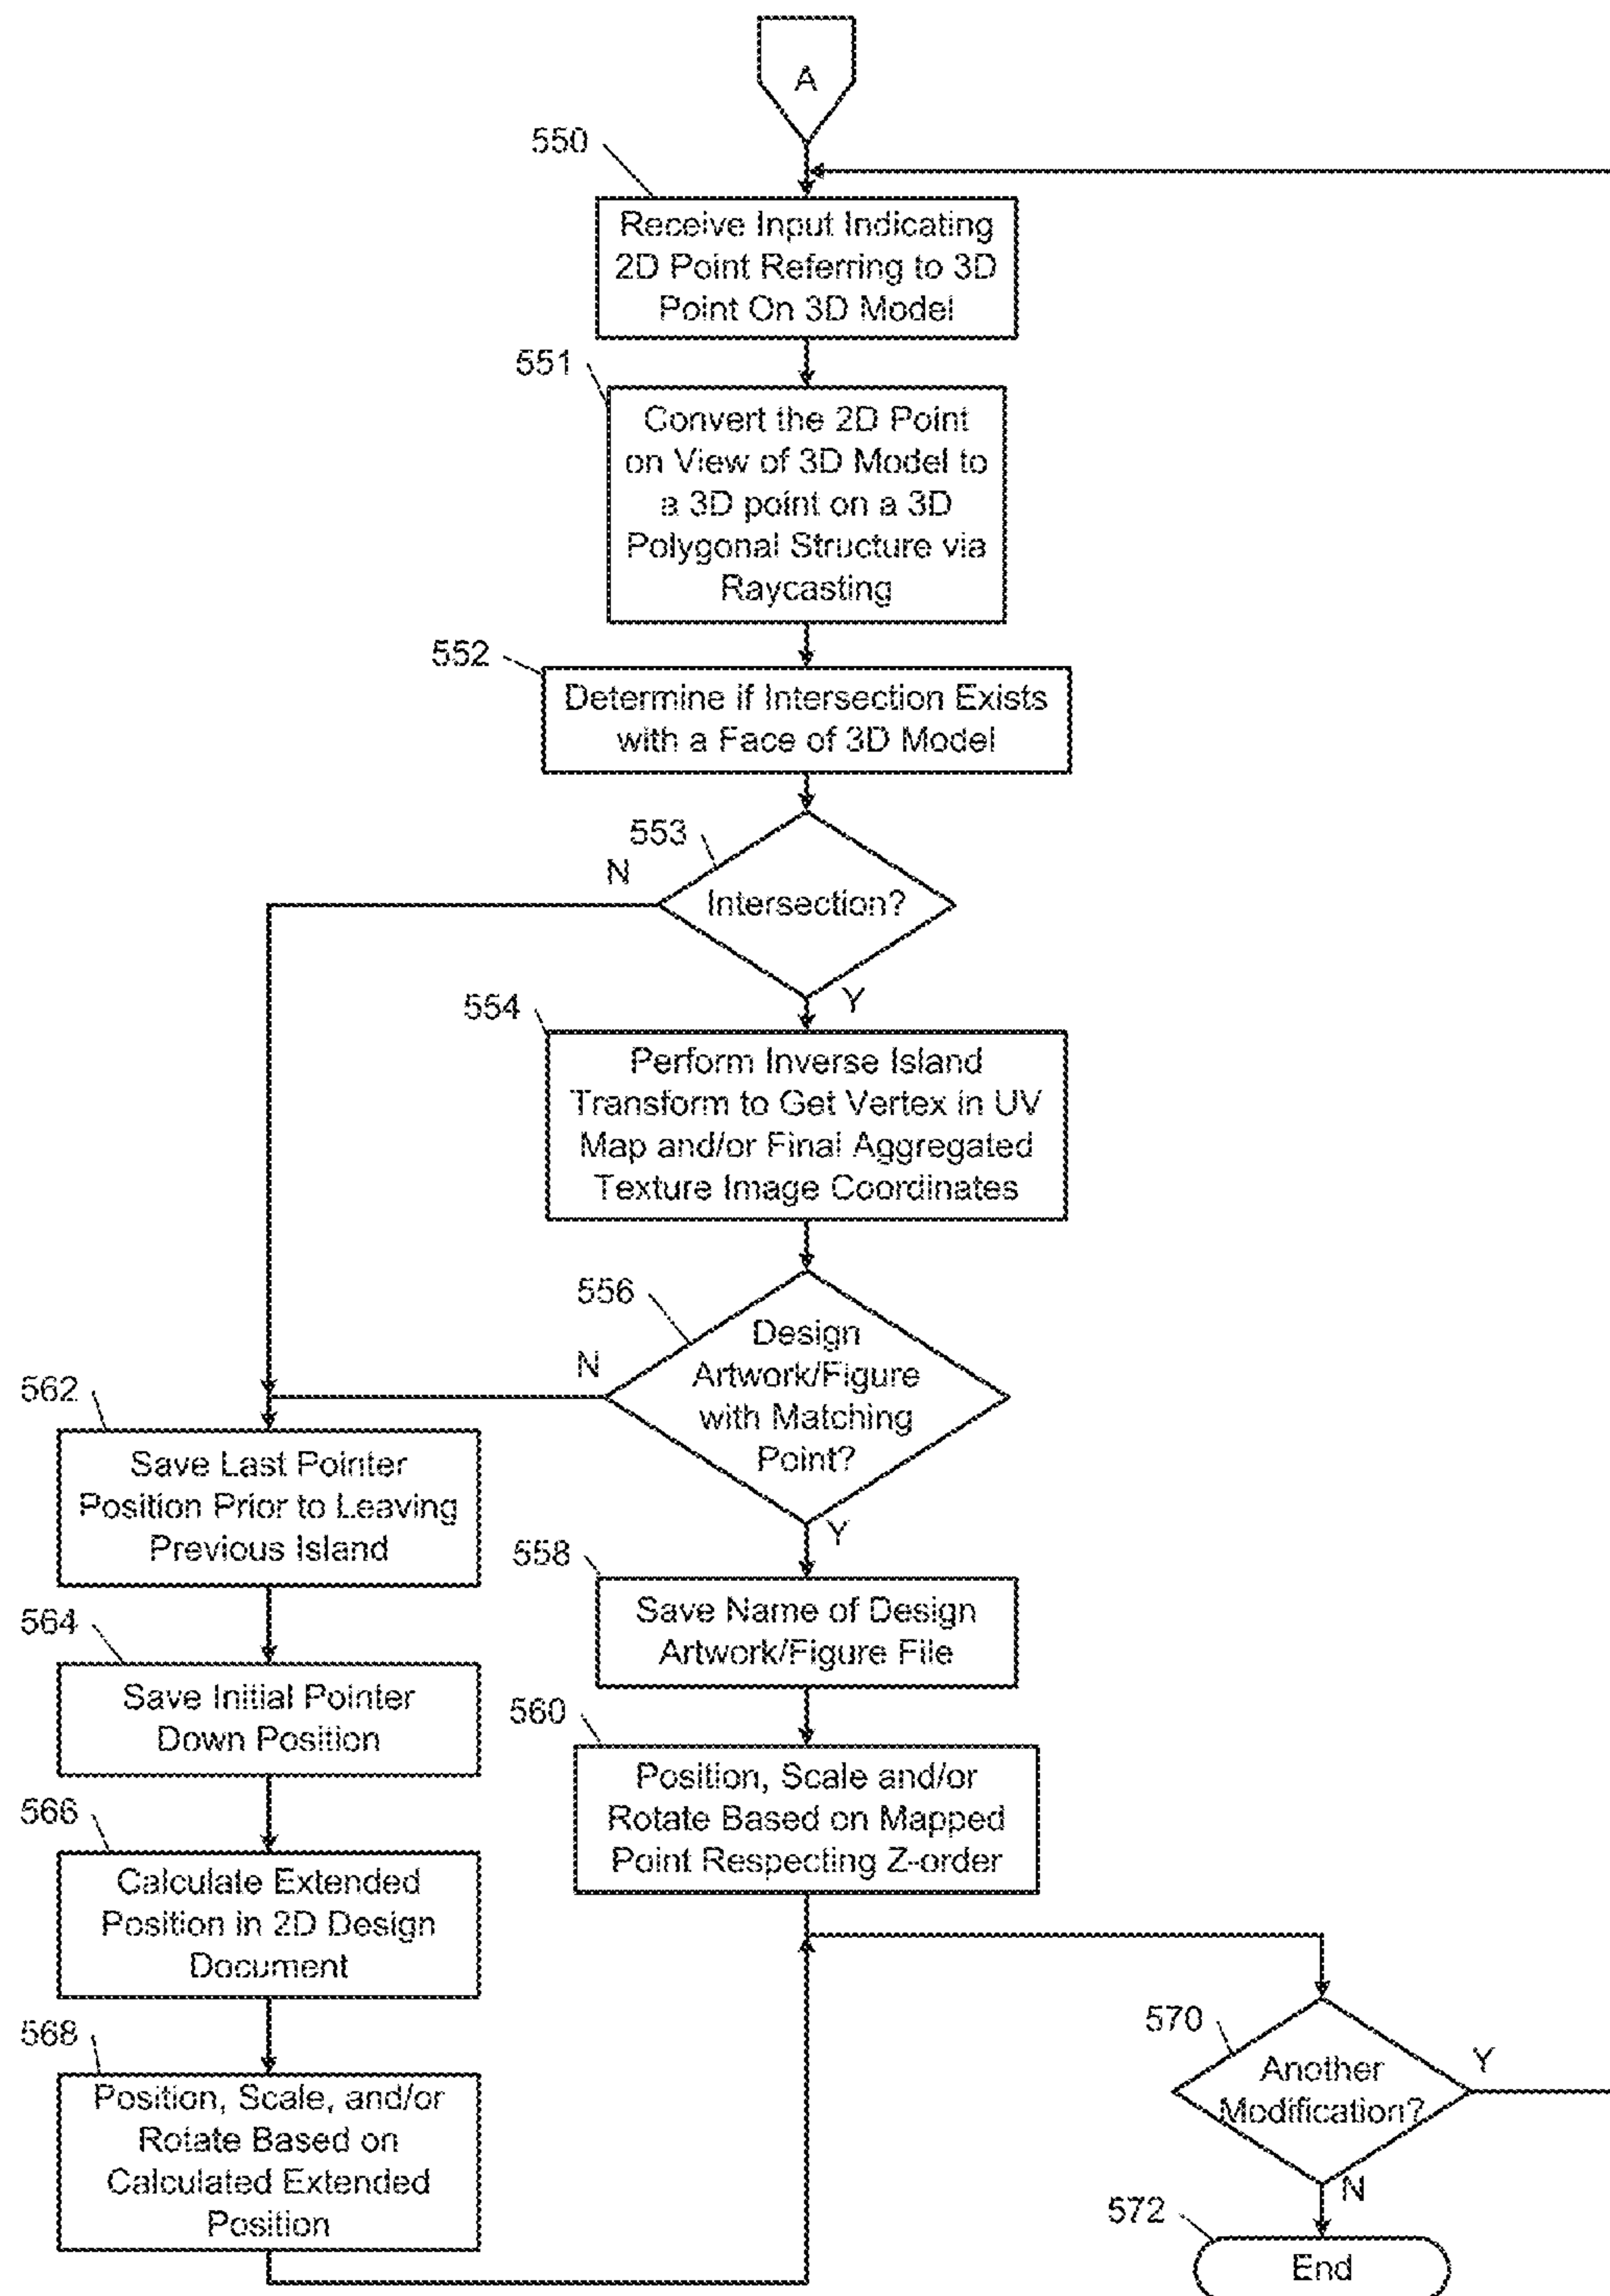 A
550
Receive Input Indicating
2D Point Referring to 3D
Point On 3D Model
551
Convert the 2D Point
on View of 3D Model to
a 3D point on a 3D
Polygonal Structure via
Raycasting
552
Determine if Intersection Exists
with a Face of 3D Model
553
N
Intersection?
Y
554
Perform Inverse Island
Transform to Get Vertex in UV
Map and/or Final Aggregated
Texture Image Coordinates
556
N
Design
Artwork/Figure
with Matching
Point?
Y
562
Save Last Pointer
Position Prior to Leaving
Previous Island
558
Save Name of Design
Artwork/Figure File
564
Save Initial Pointer
Down Position
560
Position, Scale and/or
Rotate Based on Mapped
Point Respecting Z-order
566
Calculate Extended
Position in 2D Design
Document
568
Position, Scale, and/or
Rotate Based on
Calculated Extended
Position
570
Another
Modification?
Y
N
572
End